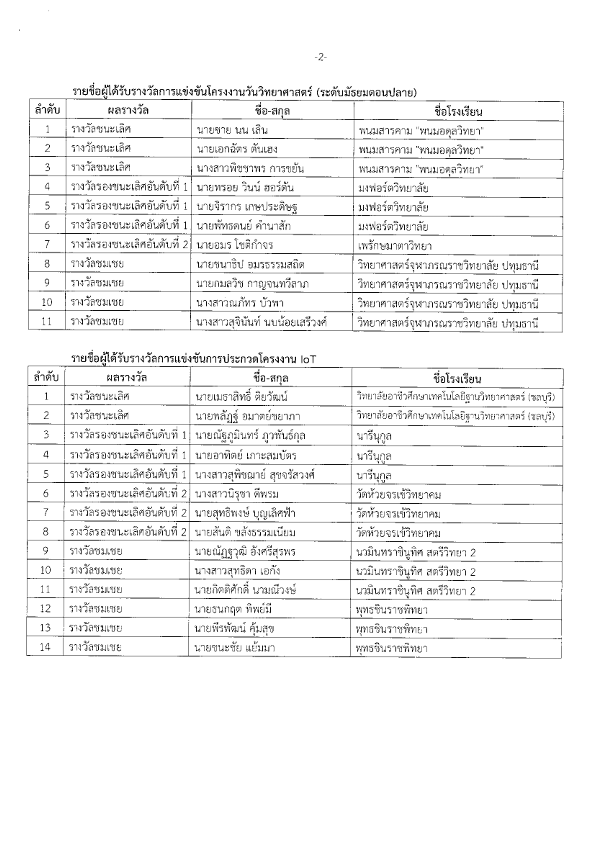 -2-
รายชื่อผู้ได้รับรางวัลการแข่งขันโครงงานวันวิทยาศาสตร์ (ระดับมัธยมตอนปลาย)
ลำดับ ผลรางวัล ชื่อ-สกุล ชื่อโรงเรียน
1 รางวัลชนะเลิศ นายชาย นน เลิน พนมสารคาม "พนมอดุลวิทยา"
2 รางวัลชนะเลิศ นายเอกฉัตร ตันเฮง พนมสารคาม "พนมอดุลวิทยา"
3 รางวัลชนะเลิศ นางสาวพิชชาพร การขยัน พนมสารคาม "พนมอดุลวิทยา"
4 รางวัลรองชนะเลิศอันดับที่ 1 นายทรอย วินน์ ฮอร์ตัน มงฟอร์ตวิทยาลัย
5 รางวัลรองชนะเลิศอันดับที่ 1 นายจิรากร เกษประดิษฐ มงฟอร์ตวิทยาลัย
6 รางวัลรองชนะเลิศอันดับที่ 1 นายพัทธดนย์ คำนาสัก มงฟอร์ตวิทยาลัย
7 รางวัลรองชนะเลิศอันดับที่ 2 นายอมร โชติกำจร เพร้กษมาตาวิทยา
8 รางวัลชมเชย นายชนาธิป อมรธรรมสถิต วิทยาศาสตร์จุฬาภรณราชวิทยาลัย ปทุมธานี
9 รางวัลชมเชย นายกมลวิช กาญจนทวีลาภ วิทยาศาสตร์จุฬาภรณราชวิทยาลัย ปทุมธานี
10 รางวัลชมเชย นางสาวณภัทร บัวพา วิทยาศาสตร์จุฬาภรณราชวิทยาลัย ปทุมธานี
11 รางวัลชมเชย นางสาวสุจินันท์ นบน้อยเสรีวงศ์ วิทยาศาสตร์จุฬาภรณราชวิทยาลัย ปทุมธานี
รายชื่อผู้ได้รับรางวัลการแข่งขันการประกวดโครงงาน IoT
ลำดับ ผลรางวัล ชื่อ-สกุล ชื่อโรงเรียน
1 รางวัลชนะเลิศ นายเมธาสิทธิ์ ติยวัฒน์ วิทยาลัยอาชีวศึกษาเทคโนโลยีฐานวิทยาศาสตร์ (ชลบุรี)
2 รางวัลชนะเลิศ นายพลัฏฐ์ อมาตย์ชยาภา วิทยาลัยอาชีวศึกษาเทคโนโลยีฐานวิทยาศาสตร์ (ชลบุรี)
3 รางวัลรองชนะเลิศอันดับที่ 1 นายณัฐภูมินทร์ ภูวพันธ์กุล นารีนุกูล
4 รางวัลรองชนะเลิศอันดับที่ 1 นายอาทิตย์ เกาะสมบัตร นารีนุกูล
5 รางวัลรองชนะเลิศอันดับที่ 1 นางสาวสุพิชฌาย์ สุขจรัสวงศ์ นารีนุกูล
6 รางวัลรองชนะเลิศอันดับที่ 2 นางสาวนิรุชา ดีพรม วัดห้วยจรเข้วิทยาคม
7 รางวัลรองชนะเลิศอันดับที่ 2 นายสุทธิพงษ์ บุญเลิศฟ้า วัดห้วยจรเข้วิทยาคม
8 รางวัลรองชนะเลิศอันดับที่ 2 นายสันติ ขลังธรรมเนียม วัดห้วยจรเข้วิทยาคม
9 รางวัลชมเชย นายณัฏฐวุฒิ อังศรีสุรพร นวมินทราชินูทิศ สตรีวิทยา 2
10 รางวัลชมเชย นางสาวสุทธิดา เอกัง นวมินทราชินูทิศ สตรีวิทยา 2
11 รางวัลชมเชย นายกิตติศักดิ์ นามณีวงษ์ นวมินทราชินูทิศ สตรีวิทยา 2
12 รางวัลชมเชย นายธนกฤต ทิพย์มี พุทธชินราชพิทยา
13 รางวัลชมเชย นายพีรพัฒน์ คุ้มสุข พุทธชินราชพิทยา
14 รางวัลชมเชย นายชนะชัย แย้มมา พุทธชินราชพิทยา